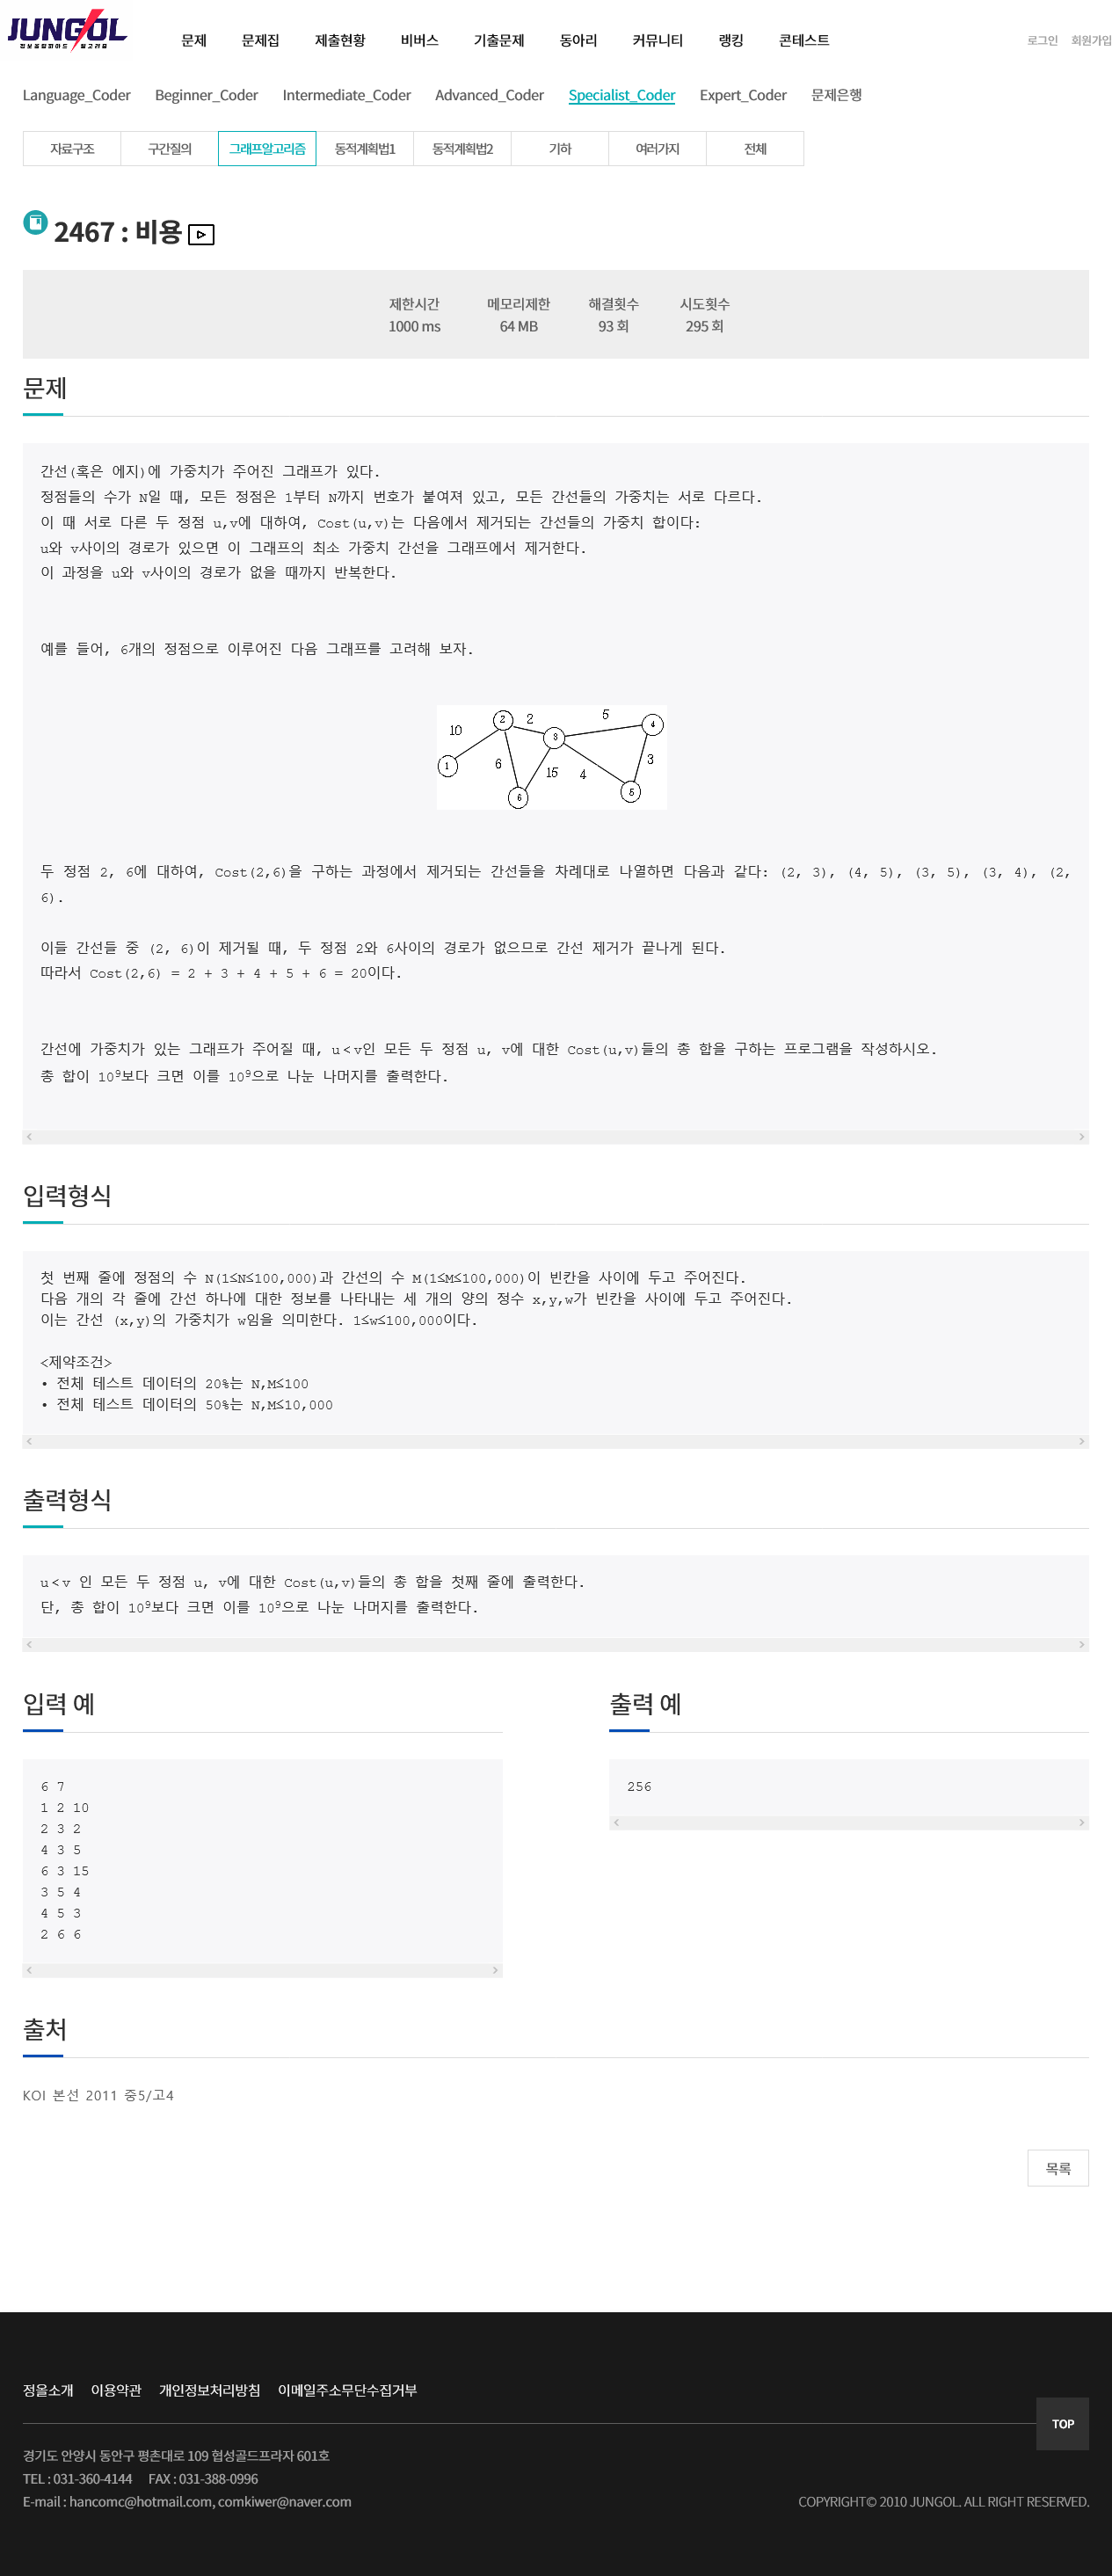 JUNGOL
정보올림피아드 알고리즘
문제 문제집 제출현황 비버스 기출문제 동아리 커뮤니티 랭킹 콘테스트 로그인 회원가입
Language_Coder Beginner_Coder Intermediate_Coder Advanced_Coder Specialist_Coder Expert_Coder 문제은행
자료구조 구간질의 그래프알고리즘 동적계획법1 동적계획법2 기하 여러가지 전체
2467 : 비용
제한시간 메모리제한 해결횟수 시도횟수
1000 ms 64 MB 93 회 295 회
문제
간선(혹은 에지)에 가중치가 주어진 그래프가 있다.
정점들의 수가 N일 때, 모든 정점은 1부터 N까지 번호가 붙여져 있고, 모든 간선들의 가중치는 서로 다르다.
이 때 서로 다른 두 정점 u,v에 대하여, Cost(u,v)는 다음에서 제거되는 간선들의 가중치 합이다:
u와 v사이의 경로가 있으면 이 그래프의 최소 가중치 간선을 그래프에서 제거한다.
이 과정을 u와 v사이의 경로가 없을 때까지 반복한다.
예를 들어, 6개의 정점으로 이루어진 다음 그래프를 고려해 보자.
10 2 2 3 5 4
1 6 15 4 3
6 5
두 정점 2, 6에 대하여, Cost(2,6)을 구하는 과정에서 제거되는 간선들을 차례대로 나열하면 다음과 같다: (2, 3), (4, 5), (3, 5), (3, 4), (2,
6).
이들 간선들 중 (2, 6)이 제거될 때, 두 정점 2와 6사이의 경로가 없으므로 간선 제거가 끝나게 된다.
따라서 Cost(2,6) = 2 + 3 + 4 + 5 + 6 = 20이다.
간선에 가중치가 있는 그래프가 주어질 때, u<v인 모든 두 정점 u, v에 대한 Cost(u,v)들의 총 합을 구하는 프로그램을 작성하시오.
총 합이 10⁹보다 크면 이를 10⁹으로 나눈 나머지를 출력한다.
입력형식
첫 번째 줄에 정점의 수 N(1≤N≤100,000)과 간선의 수 M(1≤M≤100,000)이 빈칸을 사이에 두고 주어진다.
다음 개의 각 줄에 간선 하나에 대한 정보를 나타내는 세 개의 양의 정수 x,y,w가 빈칸을 사이에 두고 주어진다.
이는 간선 (x,y)의 가중치가 w임을 의미한다. 1≤w≤100,000이다.
<제약조건>
• 전체 테스트 데이터의 20%는 N,M≤100
• 전체 테스트 데이터의 50%는 N,M≤10,000
출력형식
u<v 인 모든 두 정점 u, v에 대한 Cost(u,v)들의 총 합을 첫째 줄에 출력한다.
단, 총 합이 10⁹보다 크면 이를 10⁹으로 나눈 나머지를 출력한다.
입력 예
6 7
1 2 10
2 3 2
4 3 5
6 3 15
3 5 4
4 5 3
2 6 6
출력 예
256
출처
KOI 본선 2011 중5/고4
목록
정올소개 이용약관 개인정보처리방침 이메일주소무단수집거부
TOP
경기도 안양시 동안구 평촌대로 109 협성골드프라자 601호
TEL : 031-360-4144 FAX : 031-388-0996
E-mail : hancomc@hotmail.com, comkiwer@naver.com
COPYRIGHT© 2010 JUNGOL. ALL RIGHT RESERVED.